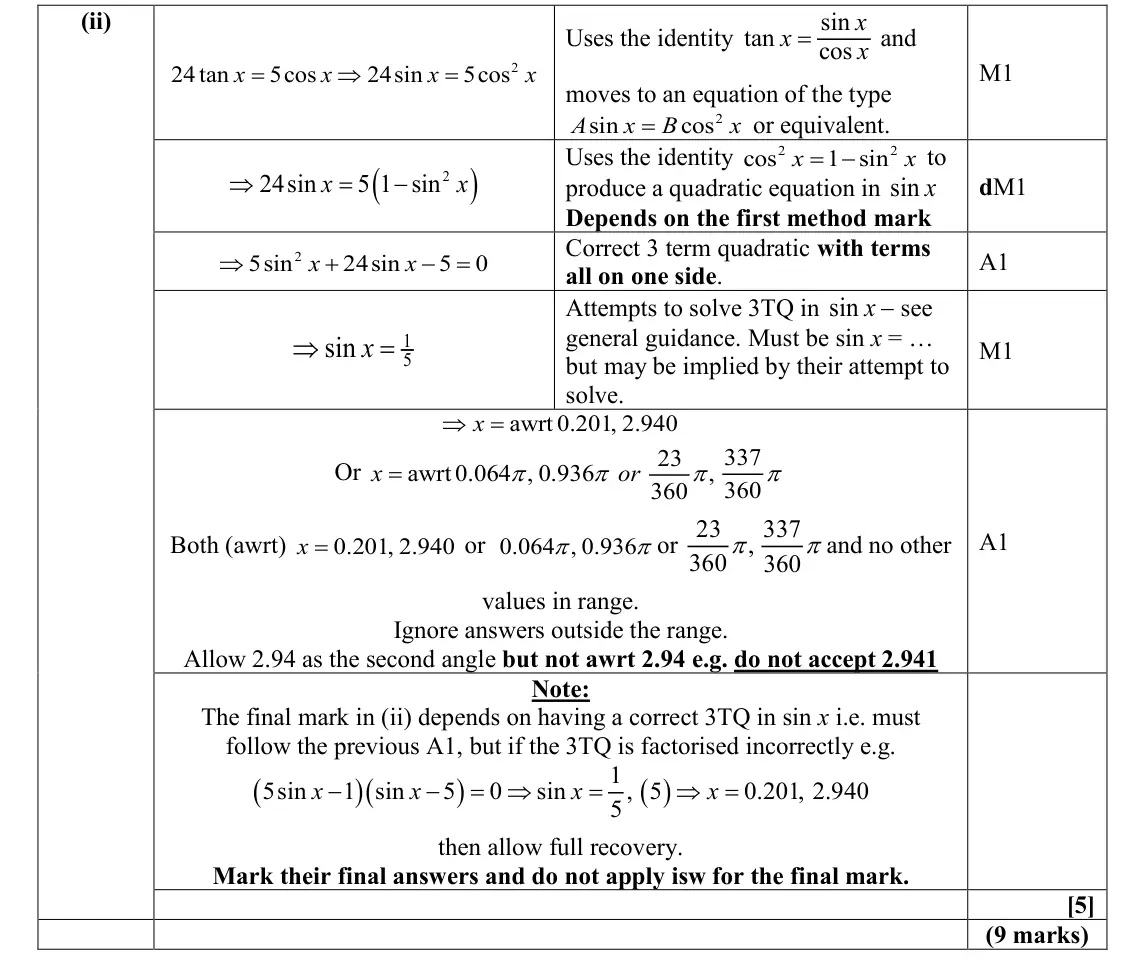 (ii)
24 tan x = 5 cos x ⇒ 24 sin x = 5 cos² x
Uses the identity tan x = sin x / cos x and
moves to an equation of the type
A sin x = B cos² x or equivalent.
M1
⇒ 24 sin x = 5(1 − sin² x)
Uses the identity cos² x = 1 − sin² x to
produce a quadratic equation in sin x
Depends on the first method mark
dM1
⇒ 5 sin² x + 24 sin x − 5 = 0
Correct 3 term quadratic with terms
all on one side.
A1
⇒ sin x = 1/5
Attempts to solve 3TQ in sin x – see
general guidance. Must be sin x = …
but may be implied by their attempt to
solve.
M1
⇒ x = awrt 0.201, 2.940
Or x = awrt 0.064π, 0.936π or 23/360 π, 337/360 π
Both (awrt) x = 0.201, 2.940 or 0.064π, 0.936π or 23/360 π, 337/360 π and no other
values in range.
Ignore answers outside the range.
Allow 2.94 as the second angle but not awrt 2.94 e.g. do not accept 2.941
A1
Note:
The final mark in (ii) depends on having a correct 3TQ in sin x i.e. must
follow the previous A1, but if the 3TQ is factorised incorrectly e.g.
(5 sin x − 1)(sin x − 5) = 0 ⇒ sin x = 1/5, (5) ⇒ x = 0.201, 2.940
then allow full recovery.
Mark their final answers and do not apply isw for the final mark.
[5]
(9 marks)